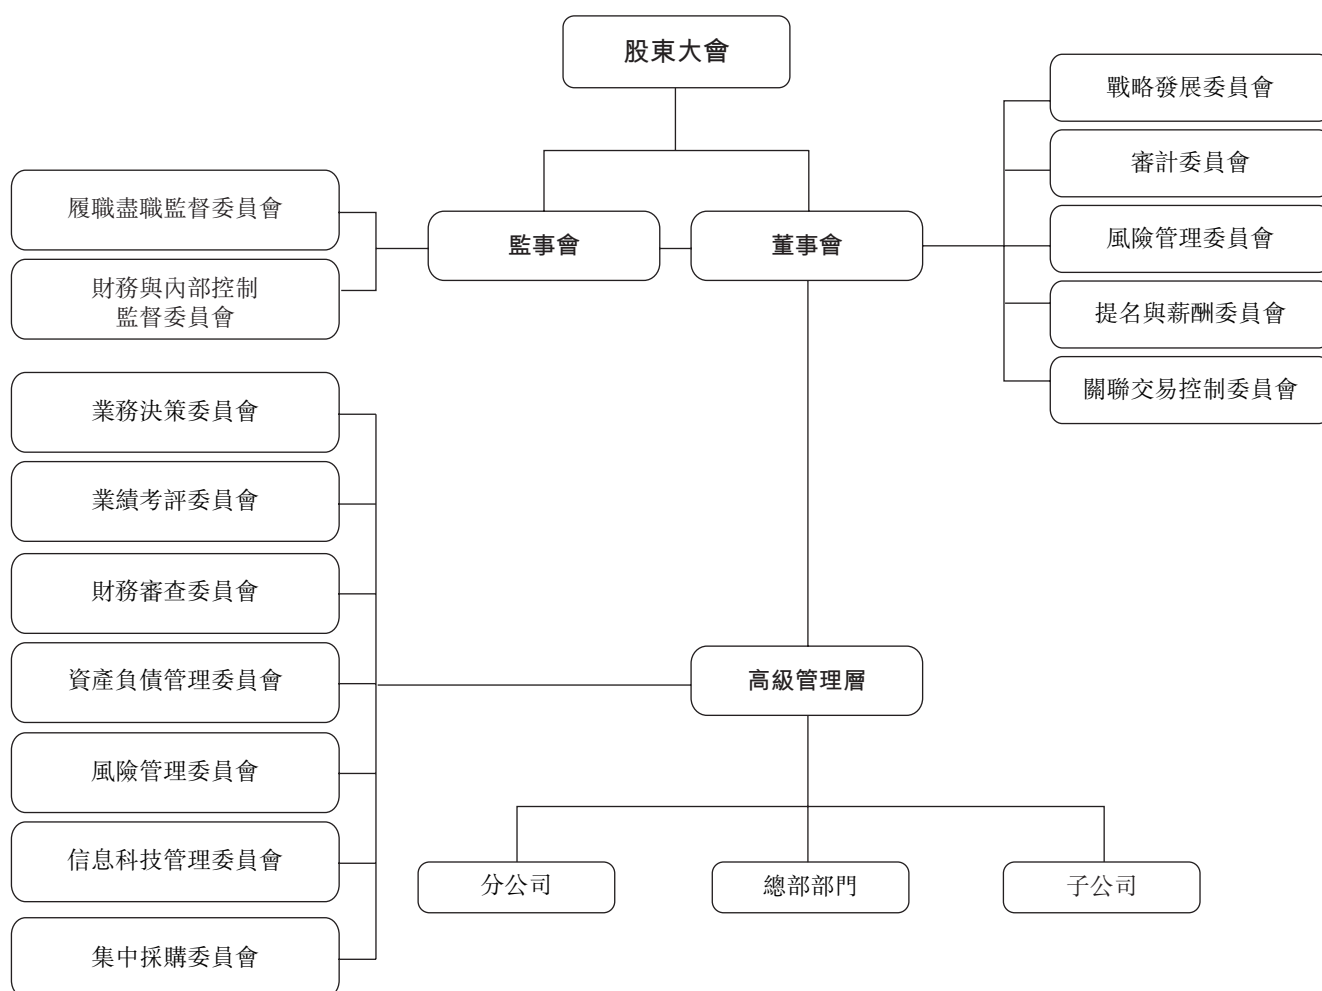 股東大會
戰略發展委員會
審計委員會
風險管理委員會
提名與薪酬委員會
關聯交易控制委員會
履職盡職監督委員會
財務與內部控制
監督委員會
監事會
董事會
業務決策委員會
業績考評委員會
財務審查委員會
資產負債管理委員會
風險管理委員會
信息科技管理委員會
集中採購委員會
高級管理層
分公司
總部部門
子公司